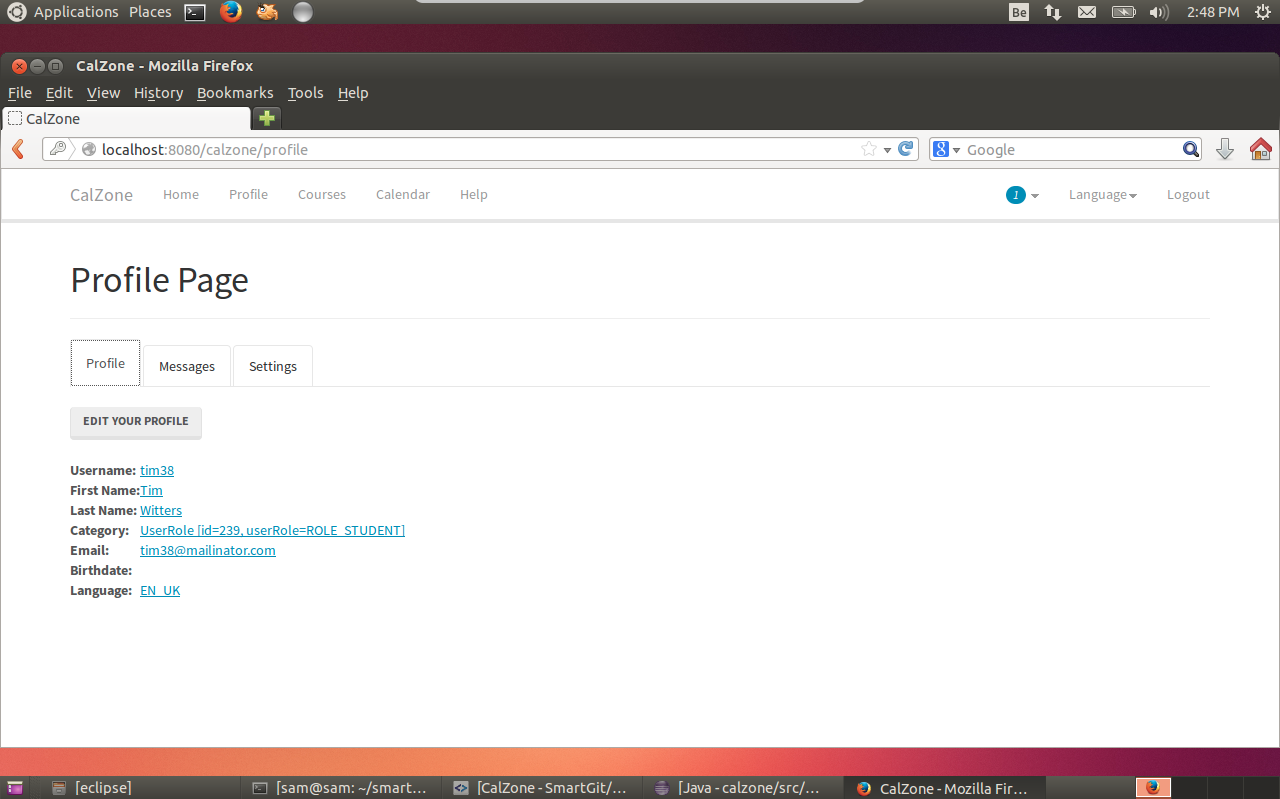 Applications Places Be 2:48 PM
CalZone - Mozilla Firefox
File Edit View History Bookmarks Tools Help
CalZone
localhost:8080/calzone/profile 8 Google
CalZone Home Profile Courses Calendar Help 1 Language Logout
Profile Page
Profile Messages Settings
EDIT YOUR PROFILE
Username: tim38
First Name: Tim
Last Name: Witters
Category: UserRole [id=239, userRole=ROLE_STUDENT]
Email: tim38@mailinator.com
Birthdate:
Language: EN_UK
[eclipse] [sam@sam: ~/smart... [CalZone - SmartGit/... [Java - calzone/src/... CalZone - Mozilla Fir...